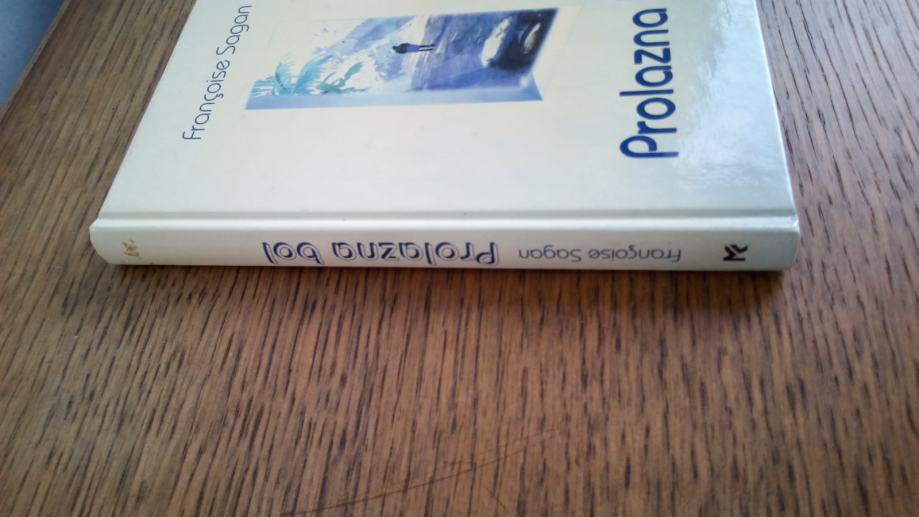 Françoise Sagan
Prolazna
Françoise Sagan
Prolazna bol